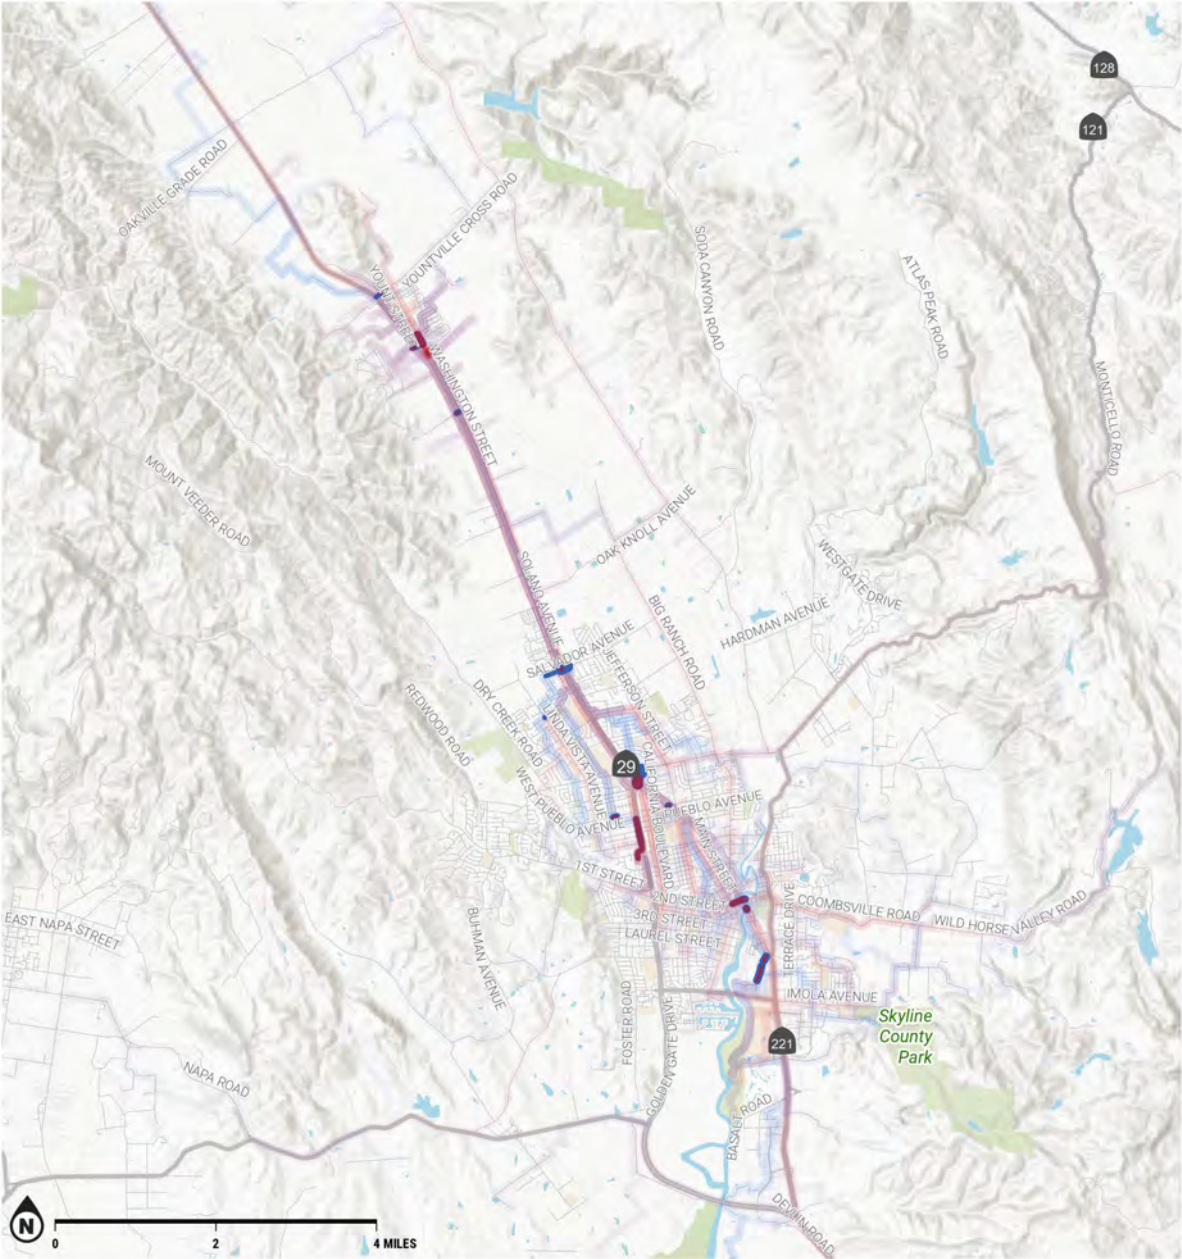 128
121
OAKVILLE GRADE ROAD
YOUNTVILLE CROSS ROAD
SODA CANYON ROAD
ATLAS PEAK ROAD
YOUNT STREET
WASHINGTON STREET
MONTICELLO ROAD
MOUNT VEEDER ROAD
OAK KNOLL AVENUE
SOLANO AVENUE
WESTGATE DRIVE
HARDMAN AVENUE
BIG RANCH ROAD
SALVADOR AVENUE
JEFFERSON STREET
DRY CREEK ROAD
REDWOOD ROAD
LINDA VISTA AVENUE
29
CALIFORNIA BOULEVARD
WEST PUEBLO AVENUE
PUEBLO AVENUE
MAIN STREET
1ST STREET
2ND STREET
3RD STREET
LAUREL STREET
TERRACE DRIVE
COOMBSVILLE ROAD
WILD HORSE VALLEY ROAD
EAST NAPA STREET
BUHMAN AVENUE
IMOLA AVENUE
FOSTER ROAD
GOLDEN GATE DRIVE
Skyline
County
Park
221
NAPA ROAD
BASALT ROAD
DEVLIN ROAD
N
0 2 4 MILES